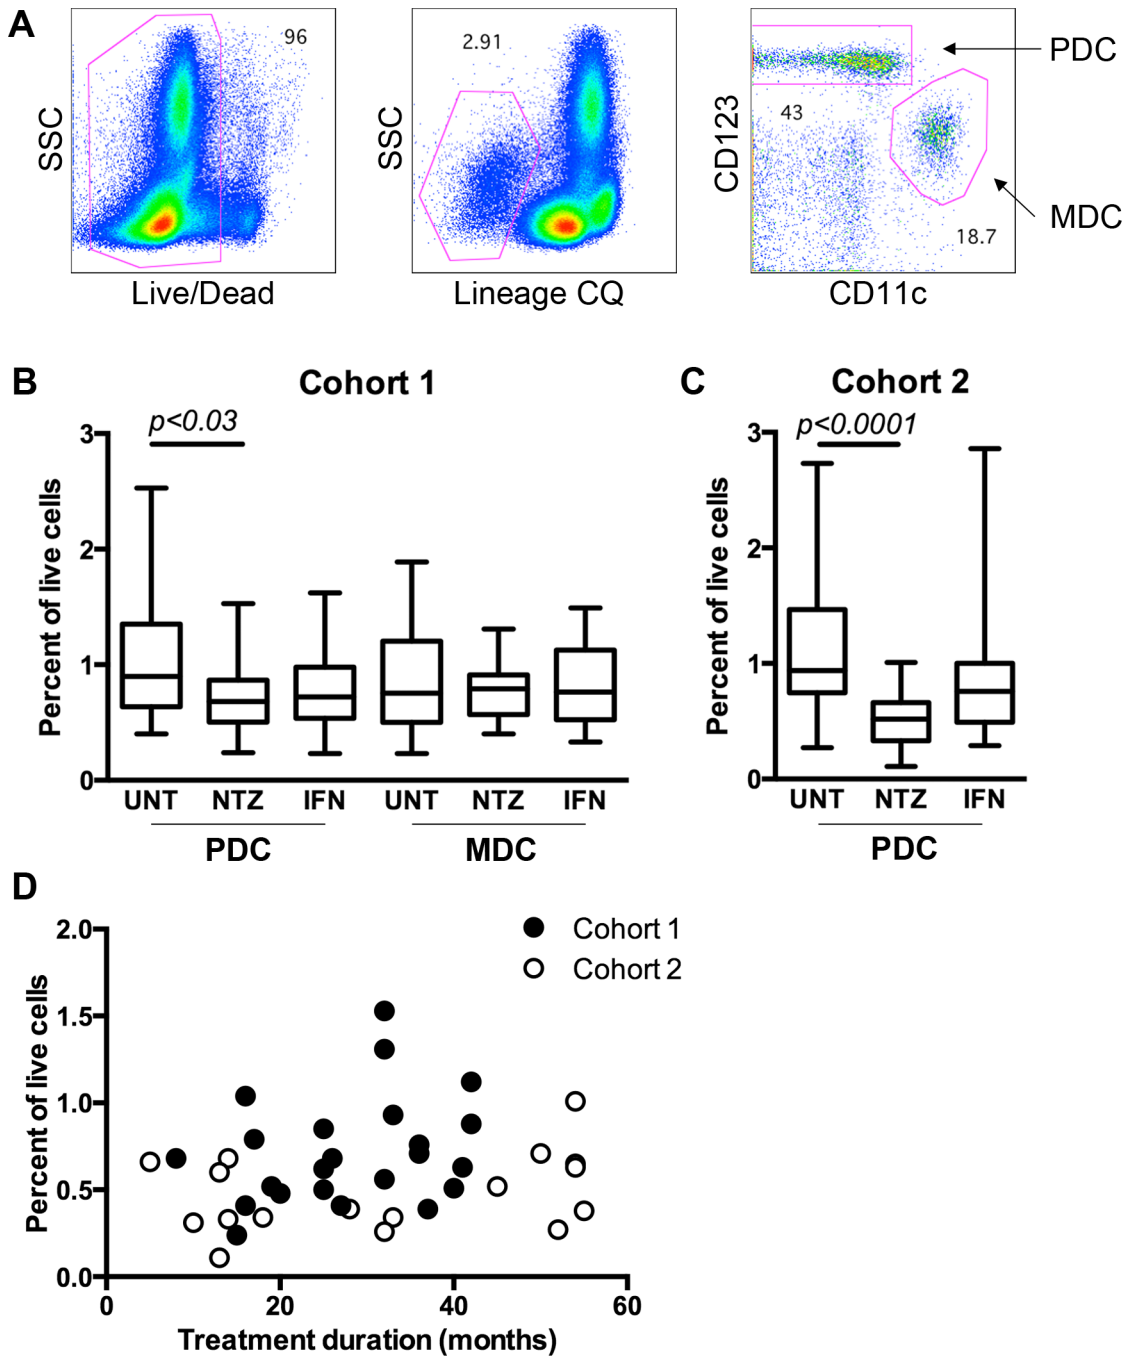 A
96
SSC
Live/Dead
2.91
SSC
Lineage CQ
43
18.7
CD123
CD11c
PDC
MDC
B
Cohort 1
p<0.03
3
2
1
0
Percent of live cells
UNT NTZ IFN UNT NTZ IFN
PDC MDC
C
Cohort 2
p<0.0001
3
2
1
0
Percent of live cells
UNT NTZ IFN
PDC
D
Cohort 1
Cohort 2
2.0
1.5
1.0
0.5
0.0
Percent of live cells
0 20 40 60
Treatment duration (months)